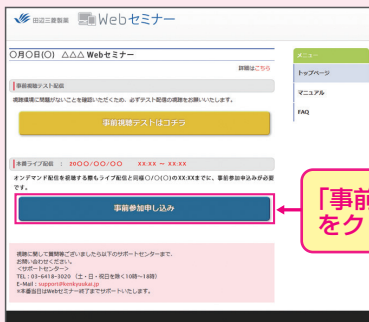 田辺三菱製薬 Webセミナー
〇月〇日(〇) △△△ Webセミナー
詳細はこちら
メニュー
トップページ
マニュアル
FAQ
事前視聴テスト配信
視聴環境に問題がないことを確認いただくため、必ずテスト配信の視聴をお願いいたします。
事前視聴テストはコチラ
本番ライブ配信 : 20〇〇/〇〇/〇〇 XX:XX ~ XX:XX
オンデマンド配信を視聴する際もライブ配信と同様〇/〇(〇)のXX:XXまでに、事前参加申込みが必要
です。
事前参加申し込み
「事前
をク
視聴に関して質問等ございましたら以下のサポートセンターまで、
お問い合わせください。
<サポートセンター>
TEL : 03-6418-3020 (土・日・祝日を除く10時~18時)
E-Mail : support@kenkyuukai.jp
※本番当日はWebセミナー終了までサポートいたします。